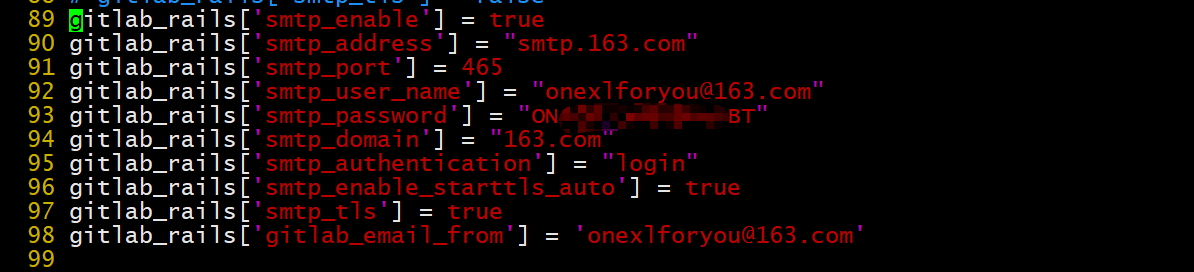 # gitlab_rails['smtp_tls'] = false
89 gitlab_rails['smtp_enable'] = true
90 gitlab_rails['smtp_address'] = "smtp.163.com"
91 gitlab_rails['smtp_port'] = 465
92 gitlab_rails['smtp_user_name'] = "onexlforyou@163.com"
93 gitlab_rails['smtp_password'] = "ON BT"
94 gitlab_rails['smtp_domain'] = "163.com"
95 gitlab_rails['smtp_authentication'] = "login"
96 gitlab_rails['smtp_enable_starttls_auto'] = true
97 gitlab_rails['smtp_tls'] = true
98 gitlab_rails['gitlab_email_from'] = 'onexlforyou@163.com'
99